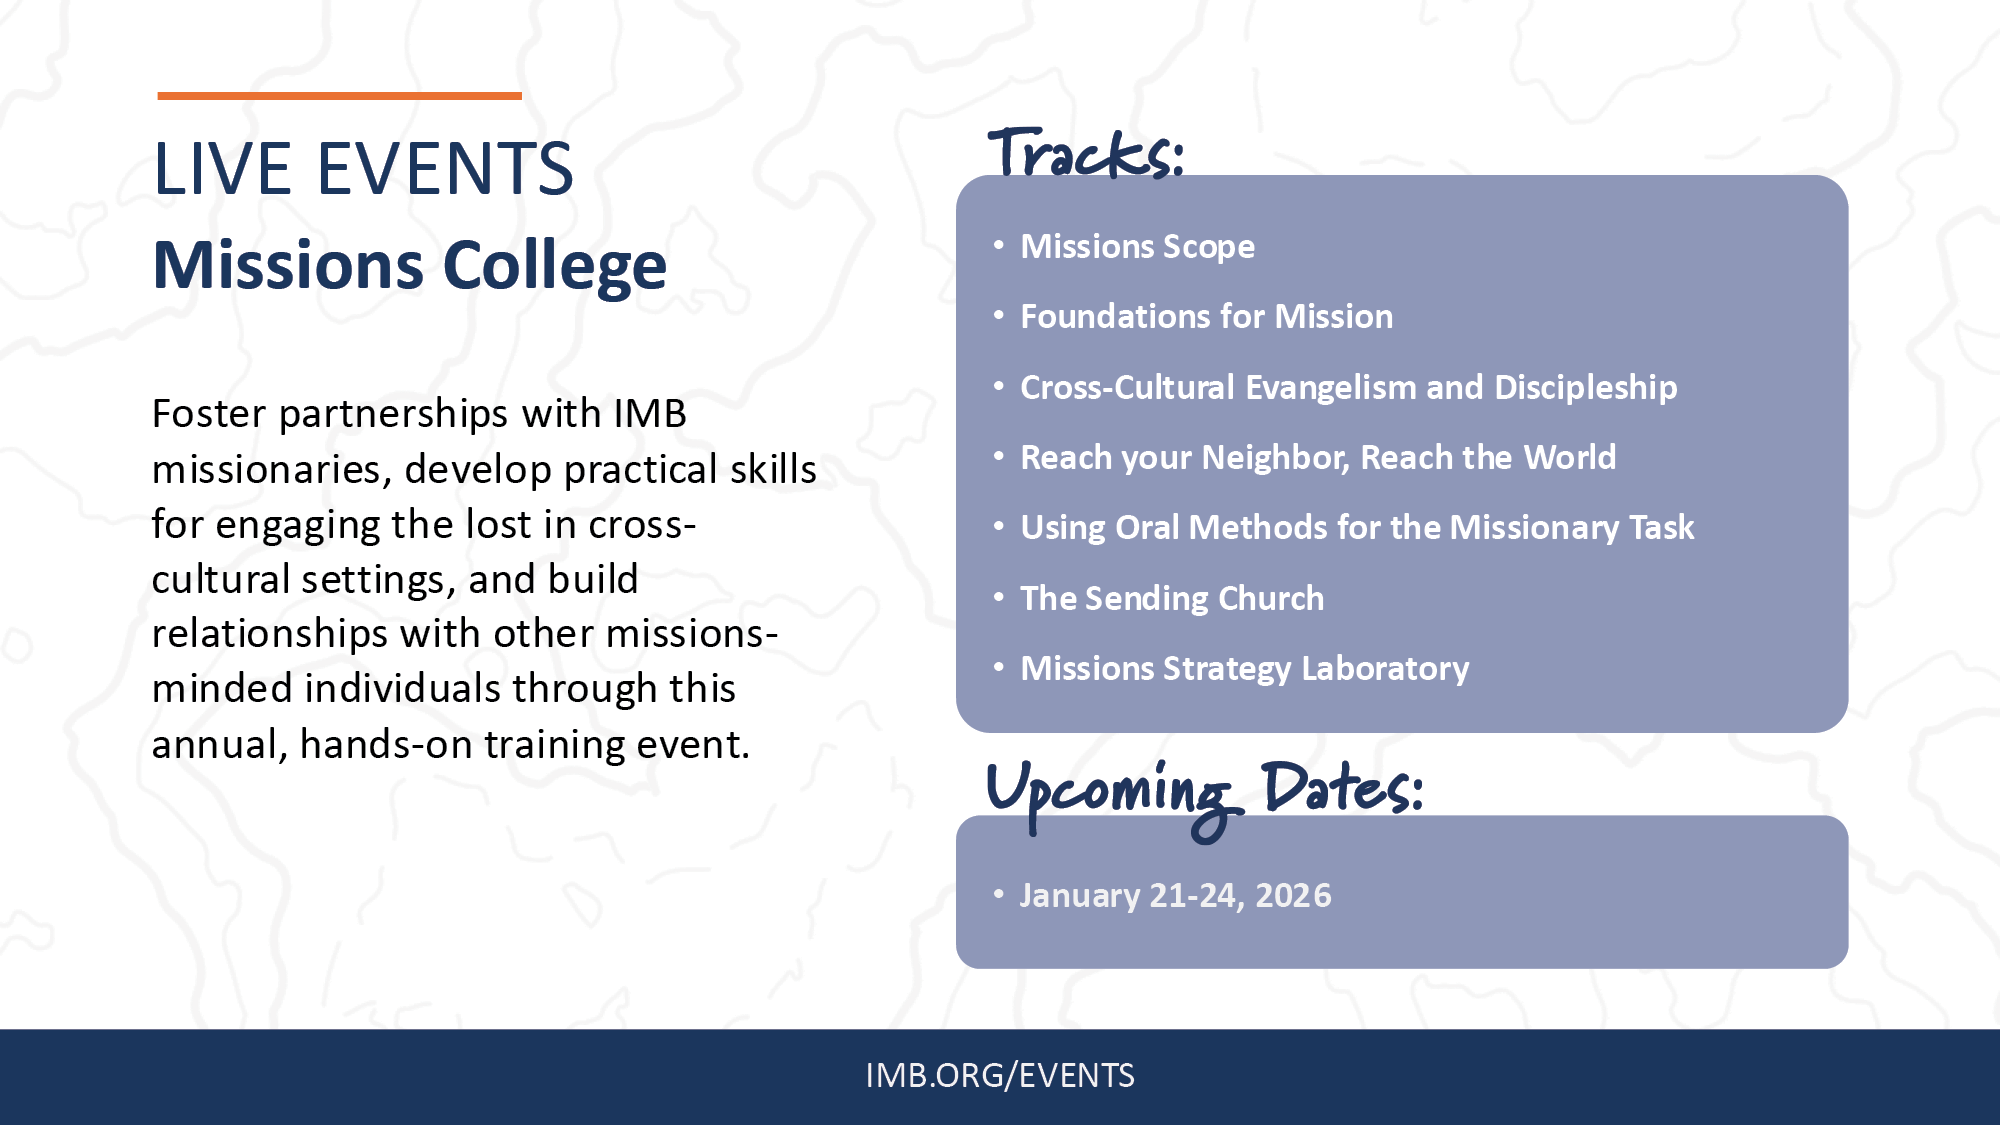 LIVE EVENTS
Missions College
Foster partnerships with IMB
missionaries, develop practical skills
for engaging the lost in cross-
cultural settings, and build
relationships with other missions-
minded individuals through this
annual, hands-on training event.
Tracks:
• Missions Scope
• Foundations for Mission
• Cross-Cultural Evangelism and Discipleship
• Reach your Neighbor, Reach the World
• Using Oral Methods for the Missionary Task
• The Sending Church
• Missions Strategy Laboratory
Upcoming Dates:
• January 21-24, 2026
IMB.ORG/EVENTS